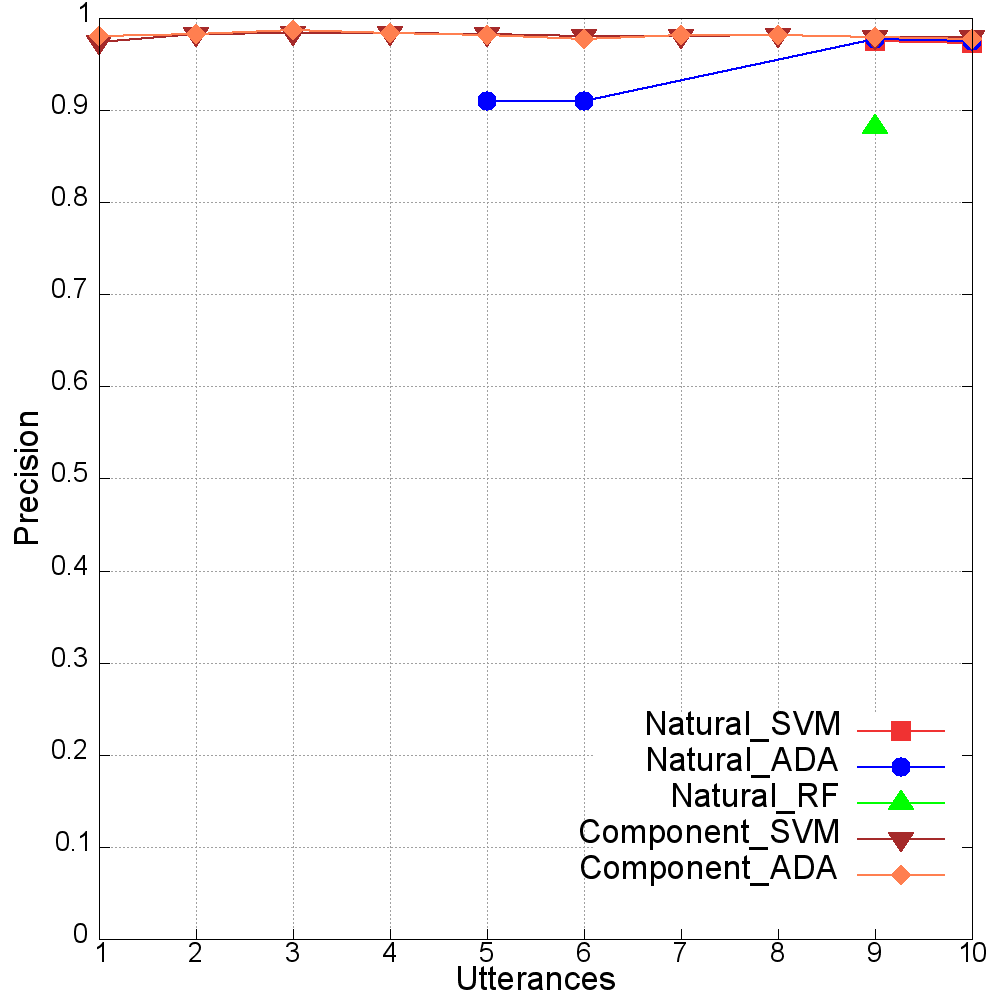 1
0.9
0.8
0.7
0.6
0.5
0.4
0.3
0.2
0.1
0
Precision
1 2 3 4 5 6 7 8 9 10
Utterances
Natural_SVM
Natural_ADA
Natural_RF
Component_SVM
Component_ADA